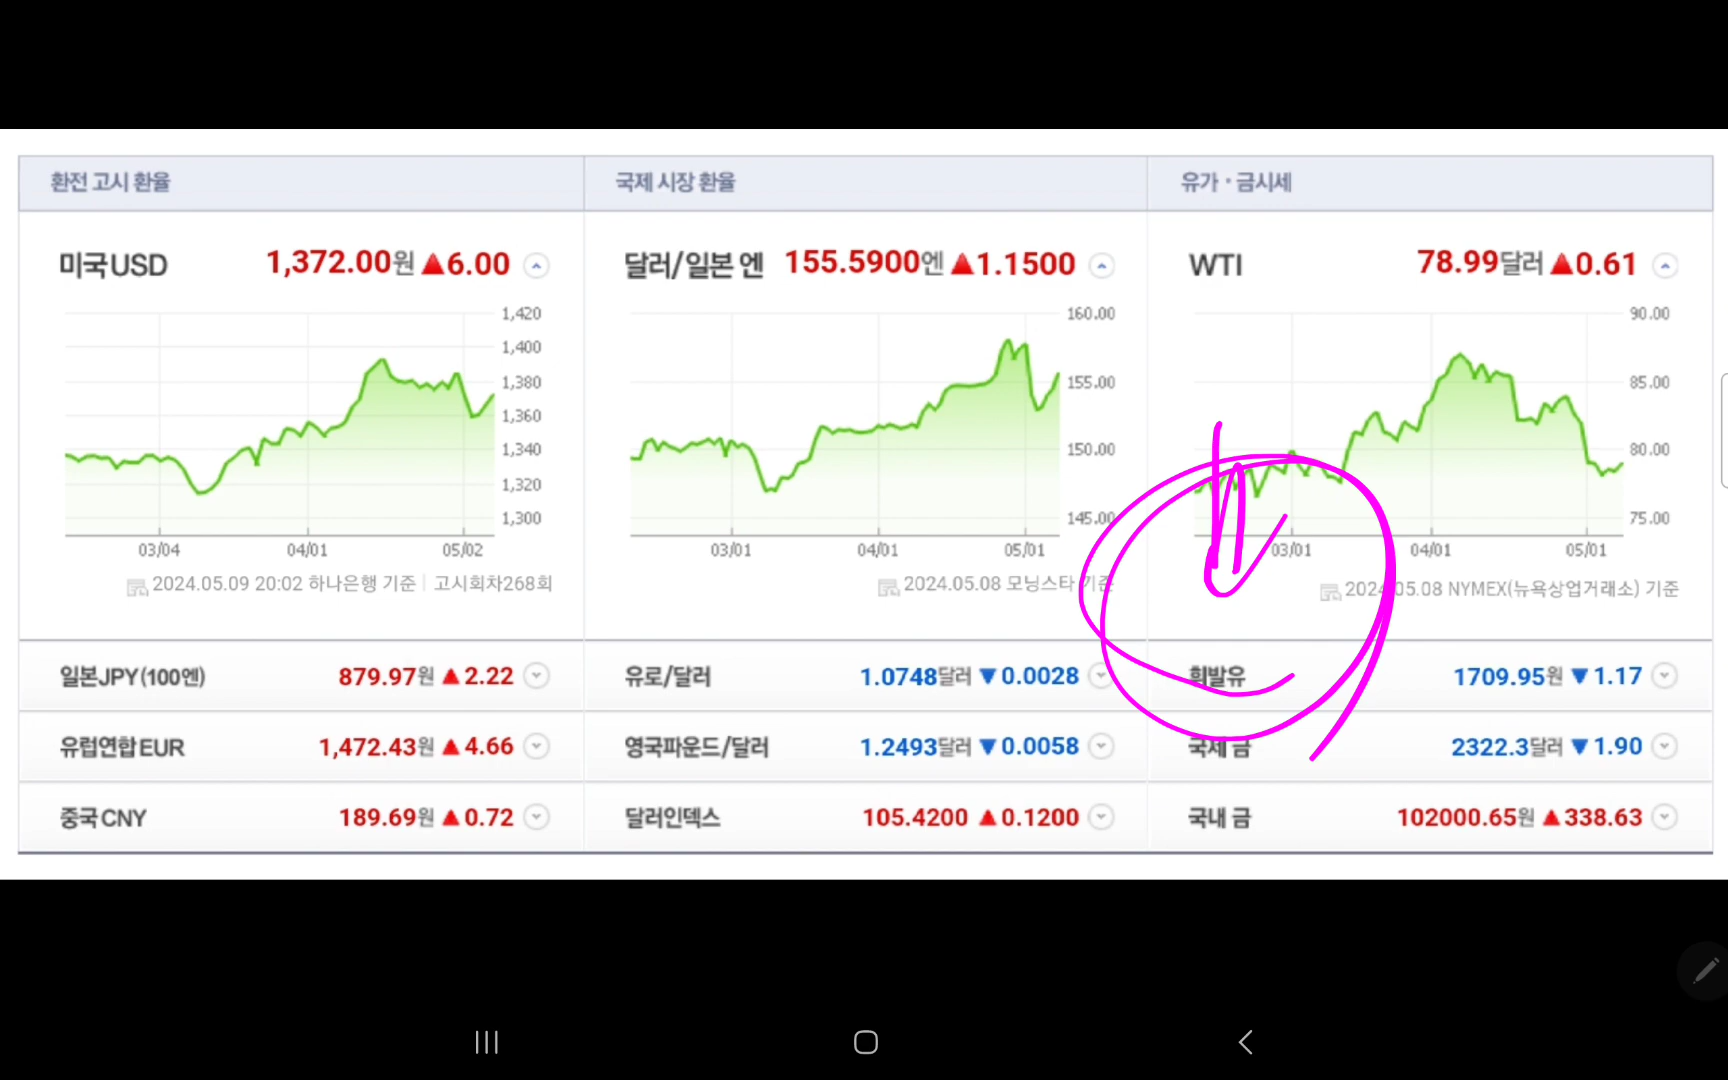 환전 고시 환율
미국 USD 1,372.00원 ▲6.00
1,420
1,400
1,380
1,360
1,340
1,320
1,300
03/04 04/01 05/02
2024.05.09 20:02 하나은행 기준 고시회차268회
일본 JPY(100엔) 879.97원 ▲2.22
유럽연합 EUR 1,472.43원 ▲4.66
중국 CNY 189.69원 ▲0.72
국제 시장 환율
달러/일본 엔 155.5900엔 ▲1.1500
160.00
155.00
150.00
145.00
03/01 04/01 05/01
2024.05.08 모닝스타 기준
유로/달러 1.0748달러 ▼0.0028
영국파운드/달러 1.2493달러 ▼0.0058
달러인덱스 105.4200 ▲0.1200
유가·금시세
WTI 78.99달러 ▲0.61
90.00
85.00
80.00
75.00
03/01 04/01 05/01
2024.05.08 NYMEX(뉴욕상업거래소) 기준
휘발유 1709.95원 ▼1.17
국제 금 2322.3달러 ▼1.90
국내 금 102000.65원 ▲338.63